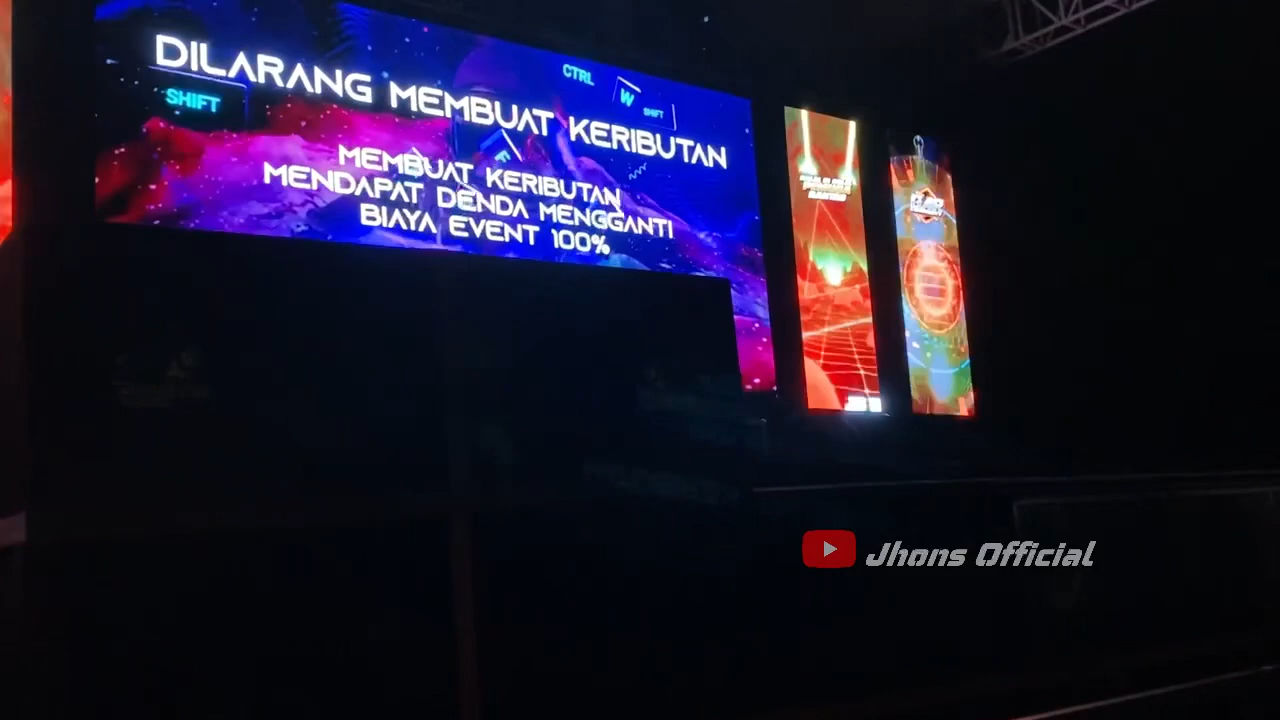 DILARANG MEMBUAT KERIBUTAN
CTRL
W
SHIFT
SHIFT
F
MEMBUAT KERIBUTAN
MENDAPAT DENDA MENGGANTI
BIAYA EVENT 100%
Jhons Official